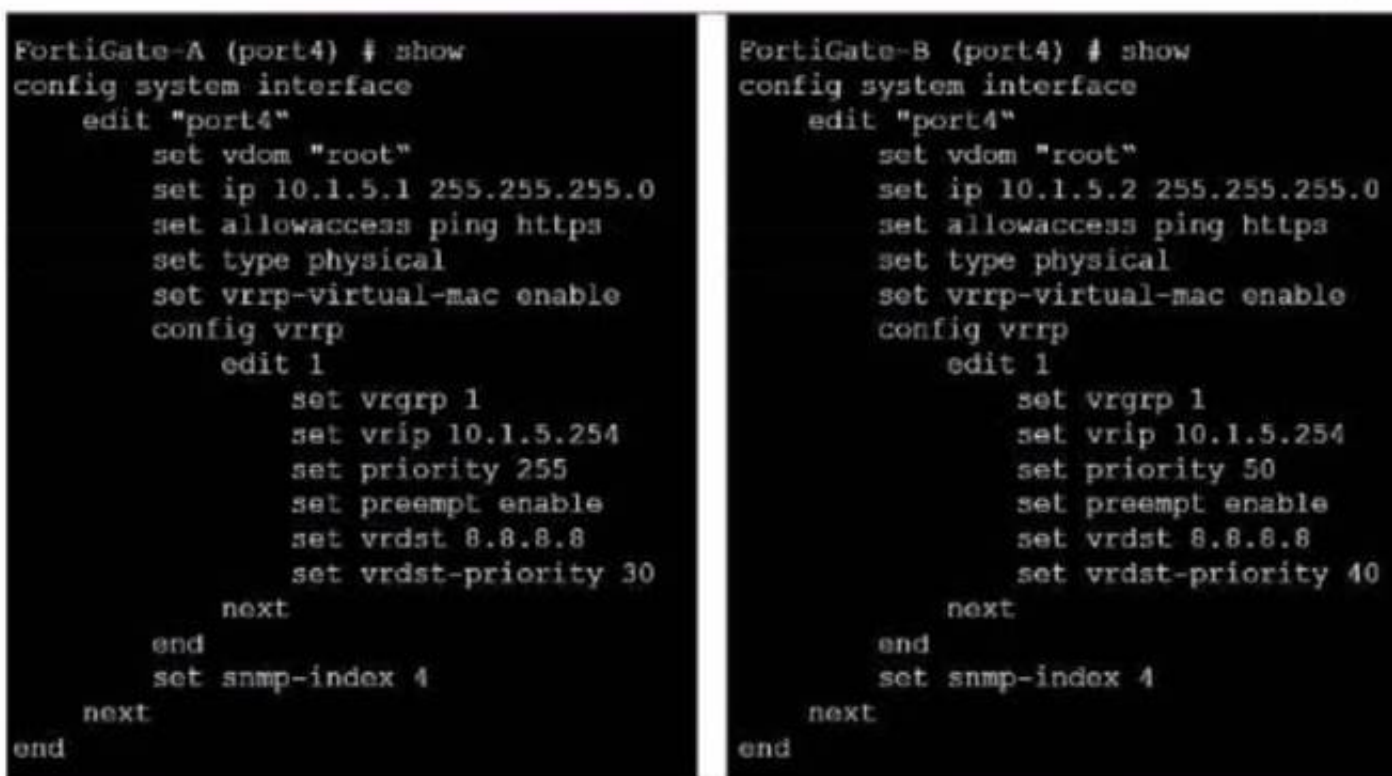 FortiGate-A (port4) # show
config system interface
edit "port4"
set vdom "root"
set ip 10.1.5.1 255.255.255.0
set allowaccess ping https
set type physical
set vrrp-virtual-mac enable
config vrrp
edit 1
set vrgrp 1
set vrip 10.1.5.254
set priority 255
set preempt enable
set vrdst 8.8.8.8
set vrdst-priority 30
next
end
set snmp-index 4
next
end
FortiGate-B (port4) # show
config system interface
edit "port4"
set vdom "root"
set ip 10.1.5.2 255.255.255.0
set allowaccess ping https
set type physical
set vrrp-virtual-mac enable
config vrrp
edit 1
set vrgrp 1
set vrip 10.1.5.254
set priority 50
set preempt enable
set vrdst 8.8.8.8
set vrdst-priority 40
next
end
set snmp-index 4
next
end